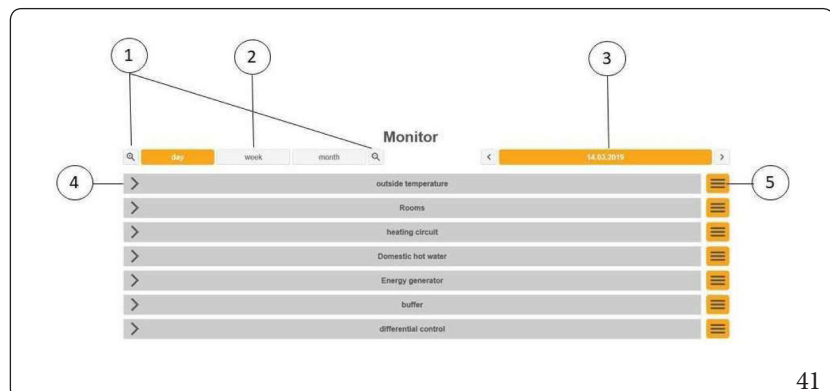 1
2
3
Monitor
day week month < 14.03.2019 >
4
> outside temperature
5
> Rooms
> heating circuit
> Domestic hot water
> Energy generator
> buffer
> differential control
41